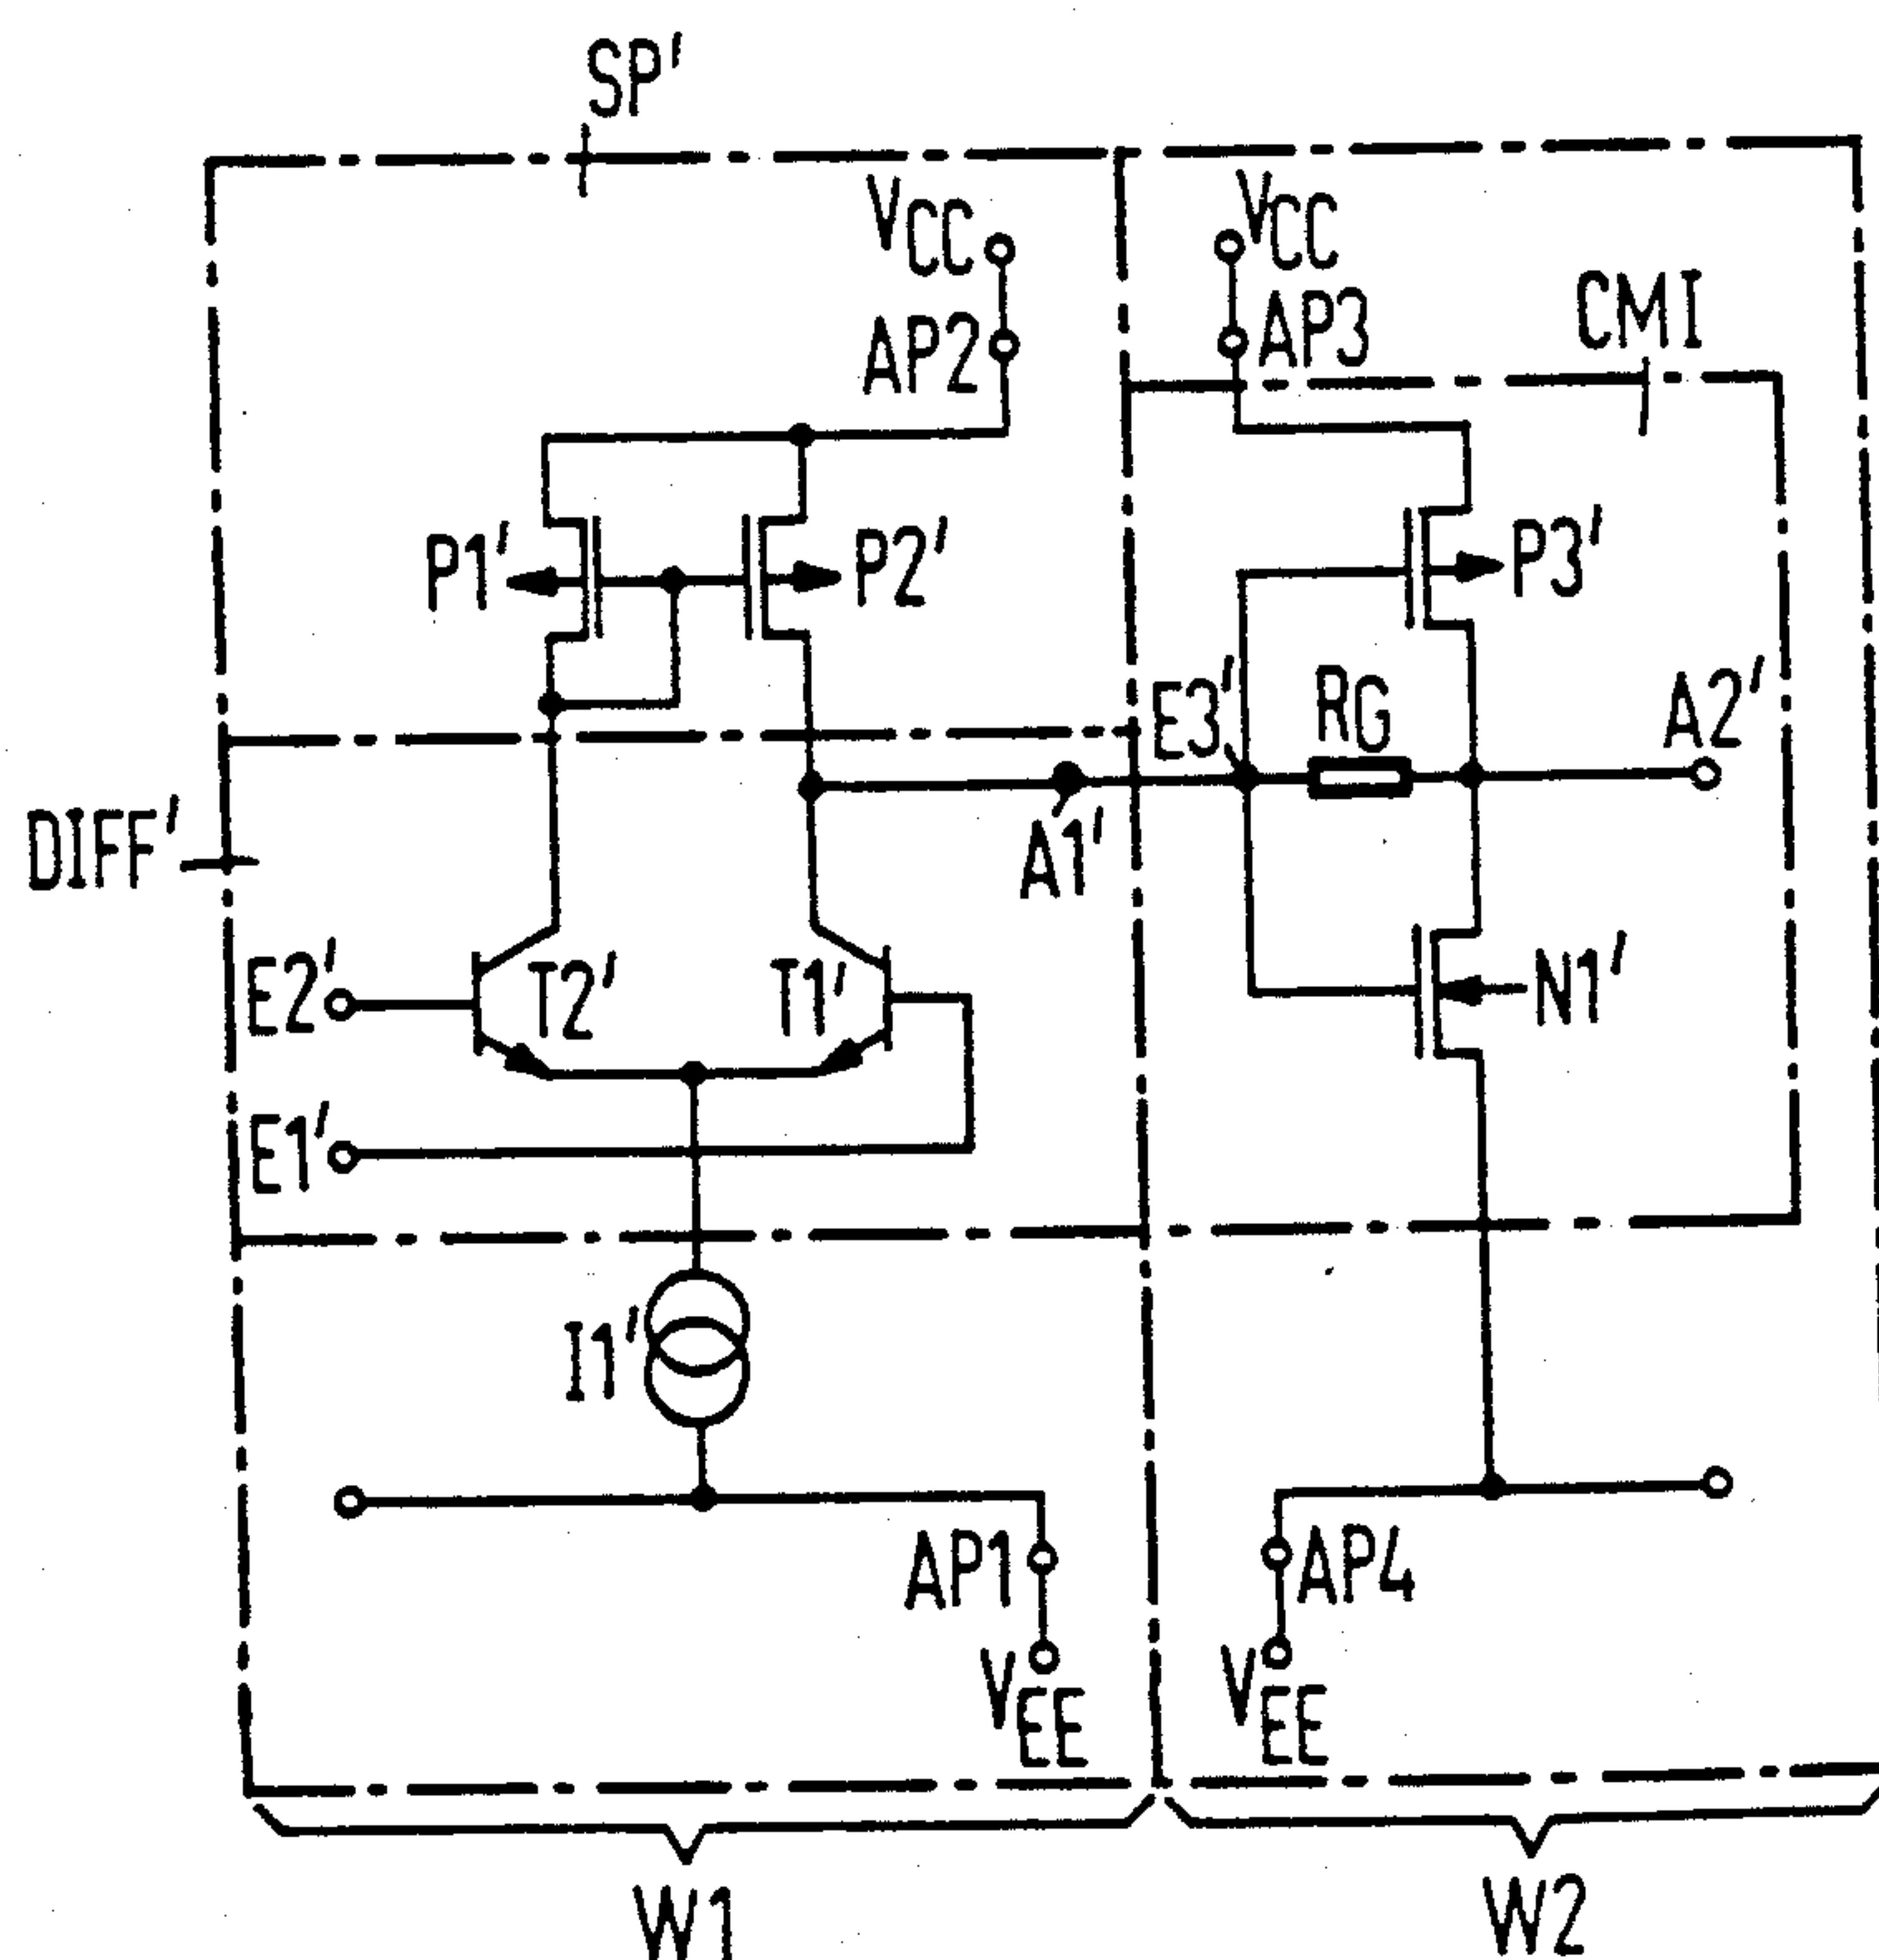 SP'
VCC VCC
AP2 AP3 CMI
P1' P2' P3'
E3' RG A2'
DIFF' A1'
E2' T2' T1' N1'
E1'
I1'
AP1 AP4
VEE VEE
W1 W2